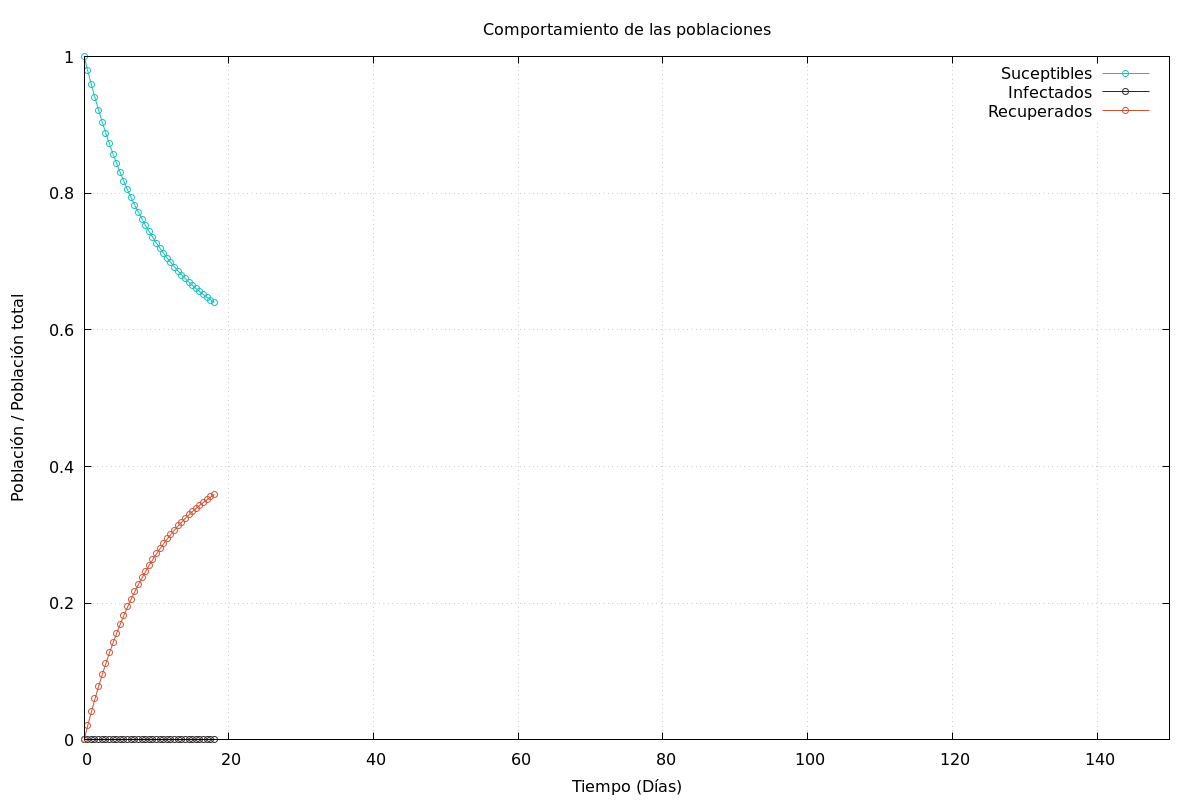 Comportamiento de las poblaciones
Suceptibles
Infectados
Recuperados
Población / Población total
1
0.8
0.6
0.4
0.2
0
0 20 40 60 80 100 120 140
Tiempo (Días)